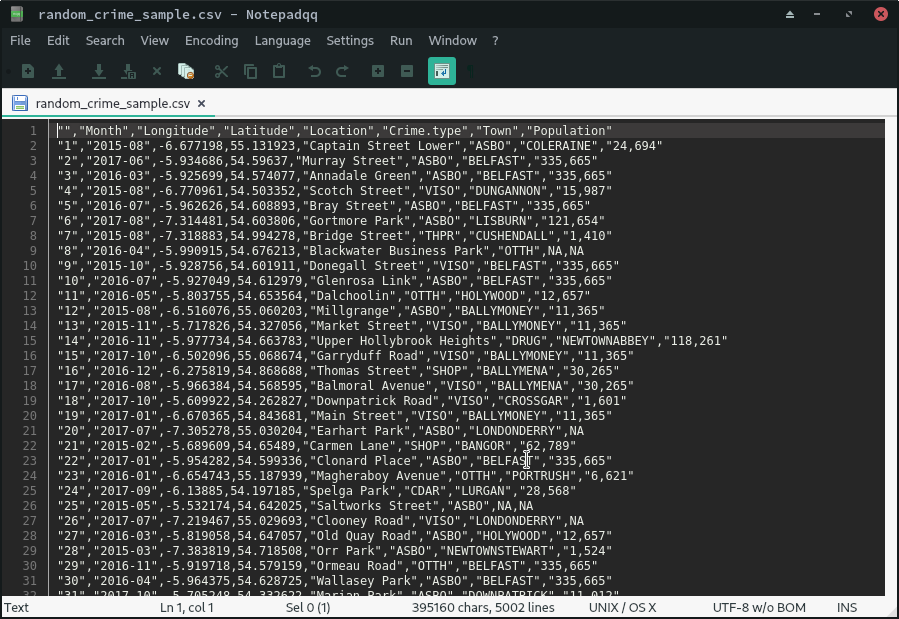 random_crime_sample.csv - Notepadqq
File Edit Search View Encoding Language Settings Run Window ?
random_crime_sample.csv ×
1 "","Month","Longitude","Latitude","Location","Crime.type","Town","Population"
2 "1","2015-08",-6.677198,55.131923,"Captain Street Lower","ASBO","COLERAINE","24,694"
3 "2","2017-06",-5.934686,54.59637,"Murray Street","ASBO","BELFAST","335,665"
4 "3","2016-03",-5.925699,54.574077,"Annadale Green","ASBO","BELFAST","335,665"
5 "4","2015-08",-6.770961,54.503352,"Scotch Street","VISO","DUNGANNON","15,987"
6 "5","2016-07",-5.962626,54.608893,"Bray Street","ASBO","BELFAST","335,665"
7 "6","2017-08",-7.314481,54.603806,"Gortmore Park","ASBO","LISBURN","121,654"
8 "7","2015-08",-7.318883,54.994278,"Bridge Street","THPR","CUSHENDALL","1,410"
9 "8","2016-04",-5.990915,54.676213,"Blackwater Business Park","OTTH",NA,NA
10 "9","2015-10",-5.928756,54.601911,"Donegall Street","VISO","BELFAST","335,665"
11 "10","2016-07",-5.927049,54.612979,"Glenrosa Link","ASBO","BELFAST","335,665"
12 "11","2016-05",-5.803755,54.653564,"Dalchoolin","OTTH","HOLYWOOD","12,657"
13 "12","2015-08",-6.516076,55.060203,"Millgrange","ASBO","BALLYMONEY","11,365"
14 "13","2015-11",-5.717826,54.327056,"Market Street","VISO","BALLYMONEY","11,365"
15 "14","2016-11",-5.977734,54.663783,"Upper Hollybrook Heights","DRUG","NEWTOWNABBEY","118,261"
16 "15","2017-10",-6.502096,55.068674,"Garryduff Road","VISO","BALLYMONEY","11,365"
17 "16","2016-12",-6.275819,54.868688,"Thomas Street","SHOP","BALLYMENA","30,265"
18 "17","2016-08",-5.966384,54.568595,"Balmoral Avenue","VISO","BALLYMENA","30,265"
19 "18","2017-10",-5.609922,54.262827,"Downpatrick Road","VISO","CROSSGAR","1,601"
20 "19","2017-01",-6.670365,54.843681,"Main Street","VISO","BALLYMONEY","11,365"
21 "20","2017-07",-7.305278,55.030204,"Earhart Park","ASBO","LONDONDERRY",NA
22 "21","2015-02",-5.689609,54.65489,"Carmen Lane","SHOP","BANGOR","62,789"
23 "22","2017-01",-5.954282,54.599336,"Clonard Place","ASBO","BELFAST","335,665"
24 "23","2016-01",-6.654743,55.187939,"Magheraboy Avenue","OTTH","PORTRUSH","6,621"
25 "24","2017-09",-6.13885,54.197185,"Spelga Park","CDAR","LURGAN","28,568"
26 "25","2015-05",-5.532174,54.642025,"Saltworks Street","ASBO",NA,NA
27 "26","2017-07",-7.219467,55.029693,"Clooney Road","VISO","LONDONDERRY",NA
28 "27","2016-03",-5.819058,54.647057,"Old Quay Road","ASBO","HOLYWOOD","12,657"
29 "28","2015-03",-7.383819,54.718508,"Orr Park","ASBO","NEWTOWNSTEWART","1,524"
30 "29","2016-11",-5.919718,54.579159,"Ormeau Road","OTTH","BELFAST","335,665"
31 "30","2016-04",-5.964375,54.628725,"Wallasey Park","ASBO","BELFAST","335,665"
32 "31","2017-10",-5.705248,54.332622,"Marian Park","ASBO","DOWNPATRICK","11,012"
Text Ln 1, col 1 Sel 0 (1) 395160 chars, 5002 lines UNIX / OS X UTF-8 w/o BOM INS